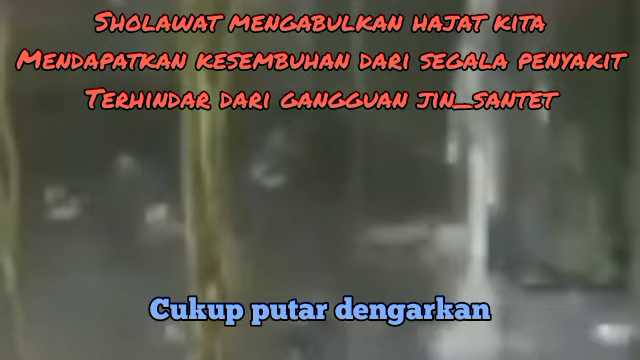 Sholawat mengabulkan hajat kita
Mendapatkan kesembuhan dari segala penyakit
Terhindar dari gangguan jin_santet
Cukup putar dengarkan